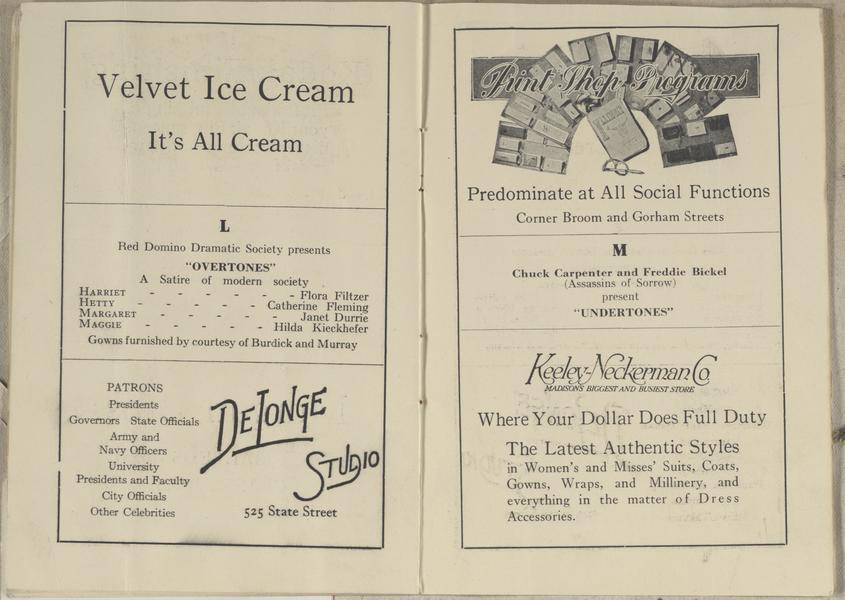 Velvet Ice Cream
It's All Cream
L
Red Domino Dramatic Society presents
"OVERTONES"
A Satire of modern society
HARRIET - - - - - - Flora Filtzer
HETTY - - - - - Catherine Fleming
MARGARET - - - - - Janet Durrie
MAGGIE - - - - - Hilda Kieckhefer
Gowns furnished by courtesy of Burdick and Murray
PATRONS
Presidents
Governors State Officials
Army and
Navy Officers
University
Presidents and Faculty
City Officials
Other Celebrities
DELONGE
STUDIO
525 State Street
Print Shop Programs
Predominate at All Social Functions
Corner Broom and Gorham Streets
M
Chuck Carpenter and Freddie Bickel
(Assassins of Sorrow)
present
"UNDERTONES"
Keeley-Neckerman Co
MADISON'S BIGGEST AND BUSIEST STORE
Where Your Dollar Does Full Duty
The Latest Authentic Styles
in Women's and Misses' Suits, Coats,
Gowns, Wraps, and Millinery, and
everything in the matter of Dress
Accessories.